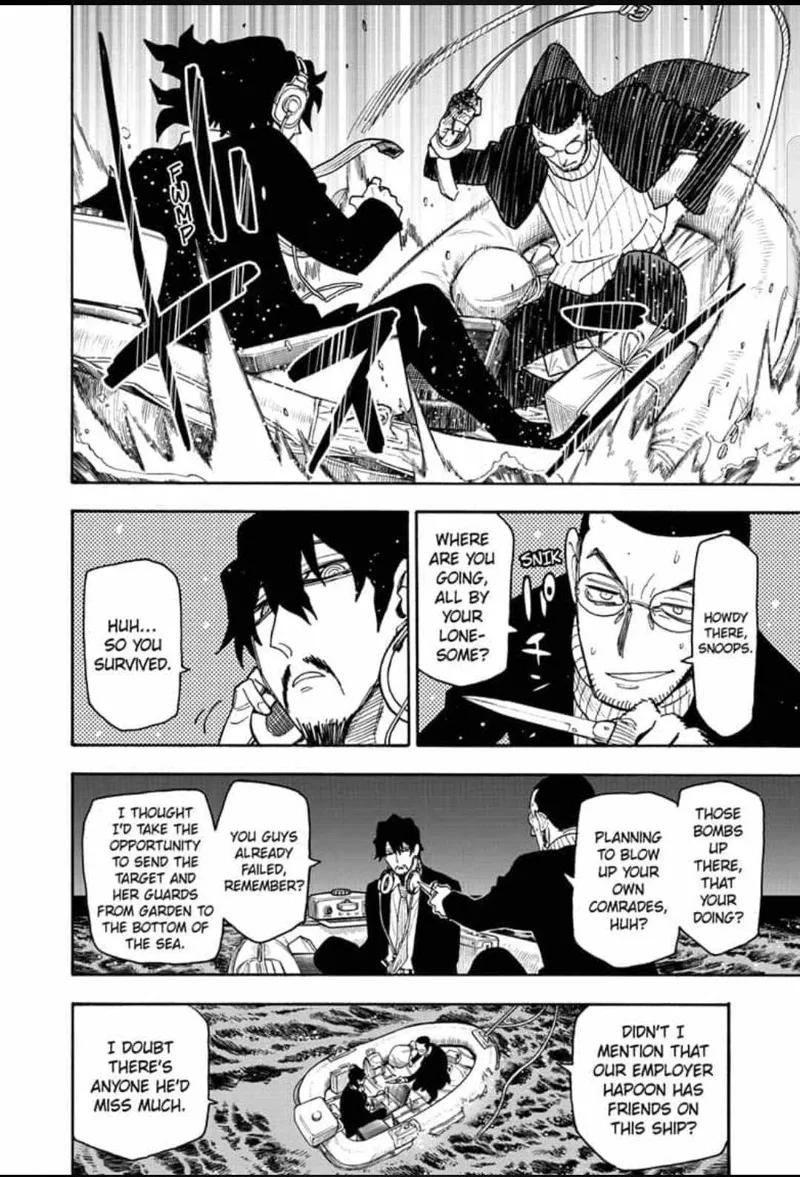 FWMP
HOWDY
THERE,
SNOOPS.
SNIK
WHERE
ARE YOU
GOING,
ALL BY
YOUR
LONE-
SOME?
HUH...
SO YOU
SURVIVED.
THOSE
BOMBS
UP
THERE,
THAT
YOUR
DOING?
PLANNING
TO BLOW
UP YOUR
OWN
COMRADES,
HUH?
YOU GUYS
ALREADY
FAILED,
REMEMBER?
I THOUGHT
I'D TAKE THE
OPPORTUNITY
TO SEND THE
TARGET AND
HER GUARDS
FROM GARDEN TO
THE BOTTOM OF
THE SEA.
DIDN'T I
MENTION THAT
OUR EMPLOYER
HAPOON HAS
FRIENDS ON
THIS SHIP?
I DOUBT
THERE'S
ANYONE HE'D
MISS MUCH.